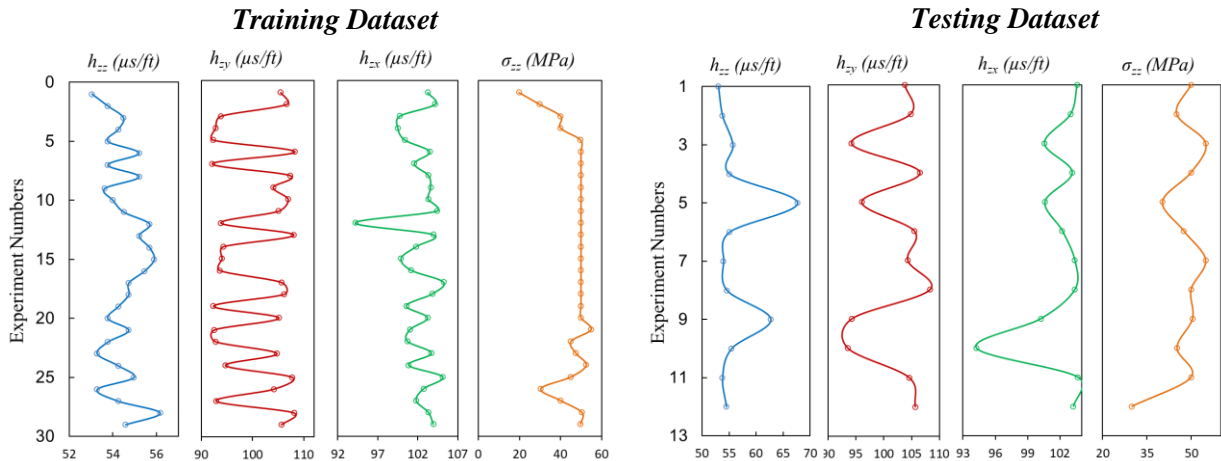 Training Dataset
Testing Dataset
h_zz (µs/ft)
h_zy (µs/ft)
h_zx (µs/ft)
σ_zz (MPa)
0
5
10
15
20
25
30
Experiment Numbers
52 54 56
90 100 110
92 97 102 107
0 20 40 60
h_zz (µs/ft)
h_zy (µs/ft)
h_zx (µs/ft)
σ_zz (MPa)
1
3
5
7
9
11
13
Experiment Numbers
50 55 60 65 70
90 95 100 105 110
93 96 99 102
20 35 50